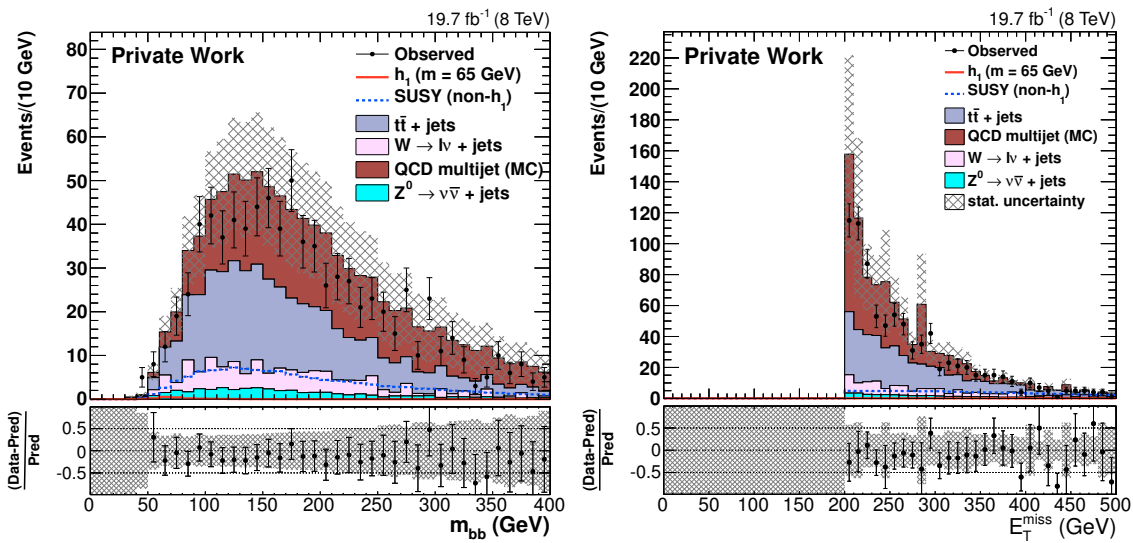 19.7 fb⁻¹ (8 TeV)
Private Work
Events/(10 GeV)
80
70
60
50
40
30
20
10
0
Observed
h₁ (m = 65 GeV)
SUSY (non-h₁)
tt̄ + jets
W → lν + jets
QCD multijet (MC)
Z⁰ → νν̄ + jets
(Data-Pred)
Pred
0.5
0
-0.5
0 50 100 150 200 250 300 350 400
m_bb (GeV)
19.7 fb⁻¹ (8 TeV)
Private Work
Events/(10 GeV)
220
200
180
160
140
120
100
80
60
40
20
0
Observed
h₁ (m = 65 GeV)
SUSY (non-h₁)
tt̄ + jets
QCD multijet (MC)
W → lν + jets
Z⁰ → νν̄ + jets
stat. uncertainty
(Data-Pred)
Pred
0.5
0
-0.5
0 50 100 150 200 250 300 350 400 450 500
E_T^miss (GeV)